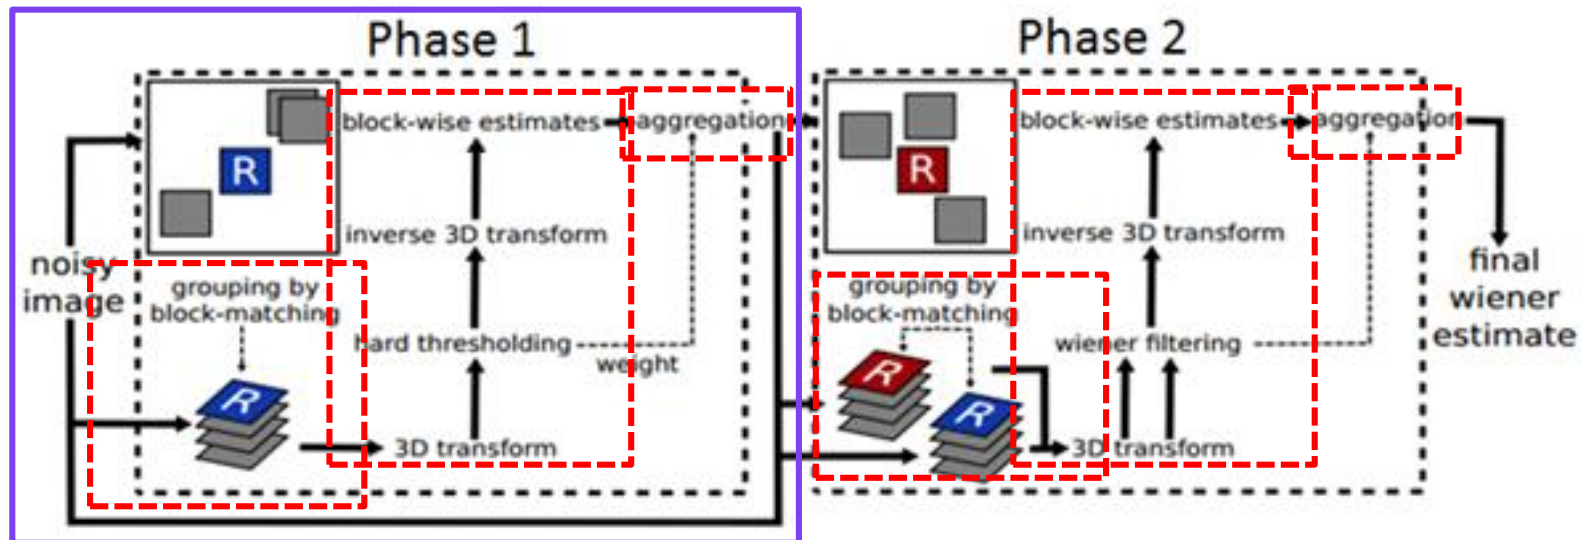 Phase 1
R
block-wise estimates
aggregation
inverse 3D transform
noisy
image
grouping by
block-matching
hard thresholding
weight
R
3D transform
Phase 2
R
block-wise estimates
aggregation
inverse 3D transform
grouping by
block-matching
wiener filtering
R
R
3D transform
final
wiener
estimate